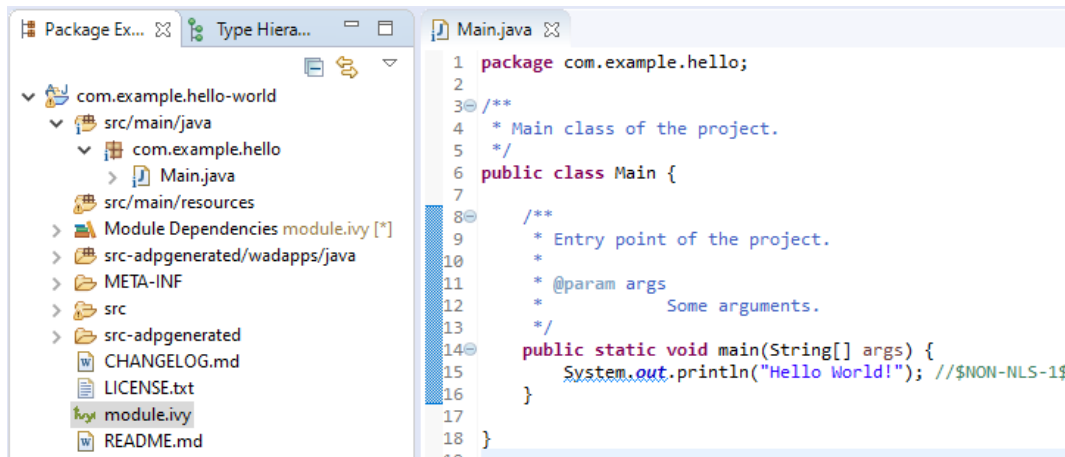 Package Ex...
Type Hiera...
com.example.hello-world
src/main/java
com.example.hello
Main.java
src/main/resources
Module Dependencies module.ivy [*]
src-adpgenerated/wadapps/java
META-INF
src
src-adpgenerated
CHANGELOG.md
LICENSE.txt
module.ivy
README.md
Main.java
1 package com.example.hello;
2
3 /**
4  * Main class of the project.
5  */
6 public class Main {
7
8     /**
9      * Entry point of the project.
10      *
11      * @param args
12      *            Some arguments.
13      */
14     public static void main(String[] args) {
15         System.out.println("Hello World!"); //$NON-NLS-1$
16     }
17
18 }